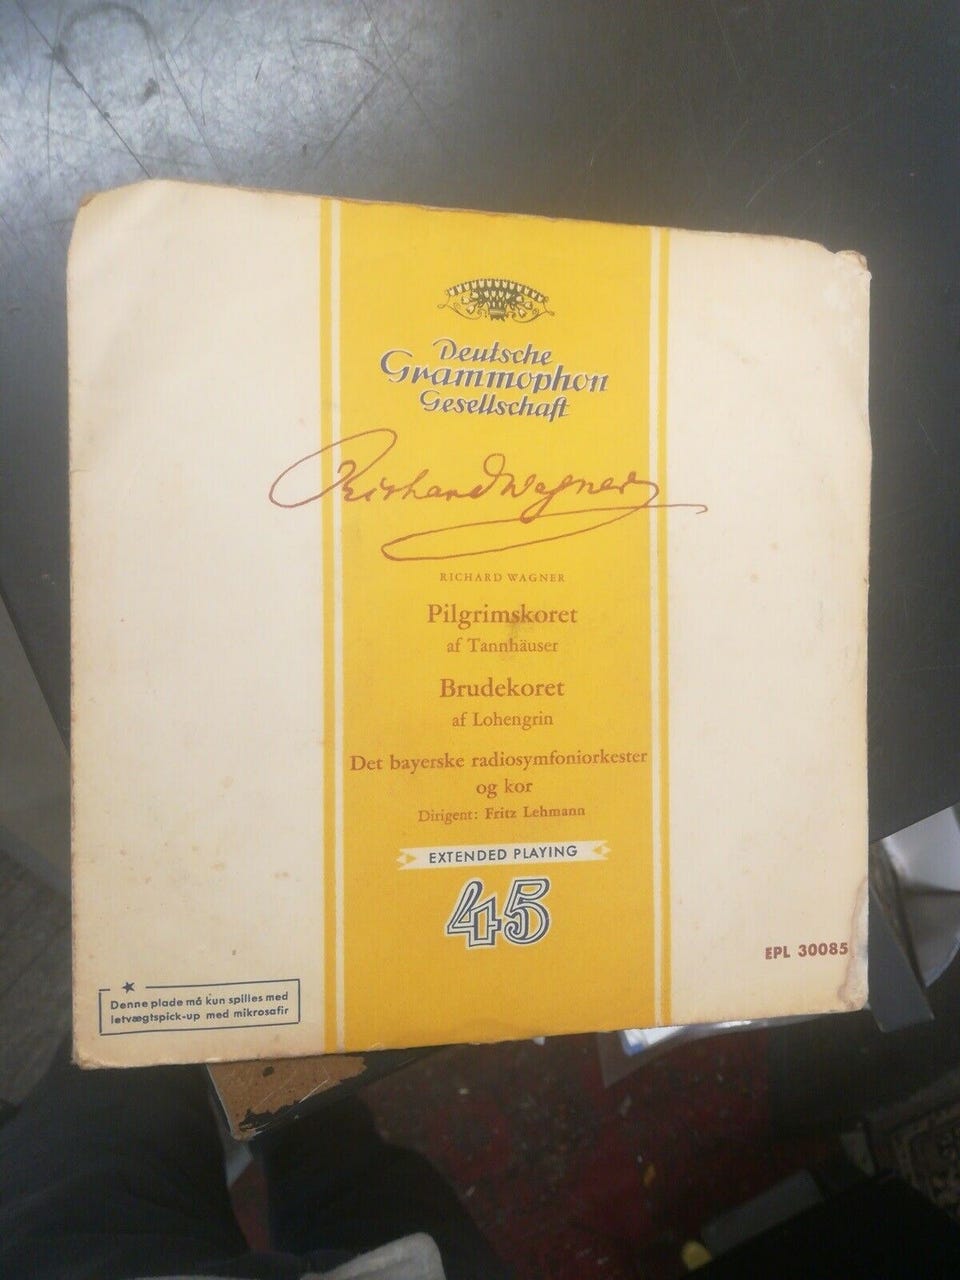 Deutsche
Grammophon
Gesellschaft
Richard Wagner
RICHARD WAGNER
Pilgrimskoret
af Tannhäuser
Brudekoret
af Lohengrin
Det bayerske radiosymfoniorkester
og kor
Dirigent: Fritz Lehmann
EXTENDED PLAYING
45
EPL 30085
Denne plade må kun spilles med
letvægtspick-up med mikrosafir